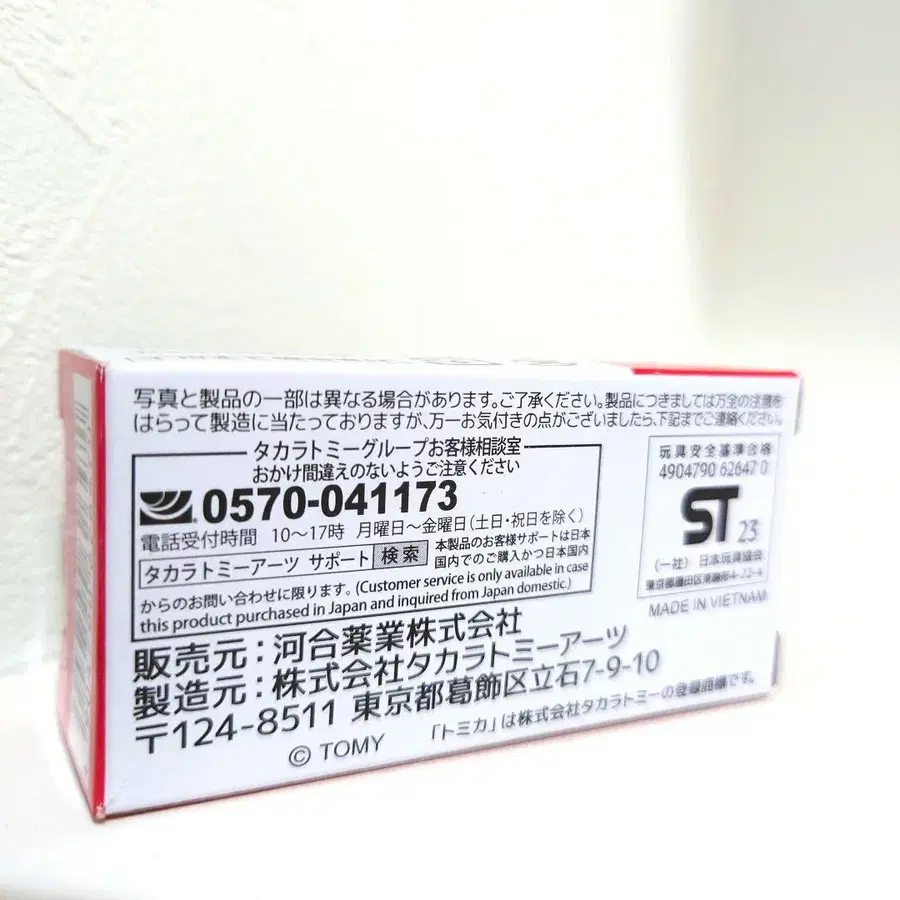 写真と製品の一部は異なる場合があります。ご了承ください。製品につきましては万全の注意を
はらって製造に当たっておりますが、万一お気付きの点がございましたら、下記までご連絡ください。
タカラトミーグループお客様相談室
おかけ間違えのないようご注意ください
0570-041173
電話受付時間 10〜17時 月曜日〜金曜日(土日・祝日を除く)
タカラトミーアーツ サポート 検索
本製品のお客様サポートは日本
国内でのご購入かつ日本国内
からのお問い合わせに限ります。(Customer service is only available in case
this product purchased in Japan and inquired from Japan domestic.)
玩具安全基準合格
4904790 62647 0
ST 23
(一社) 日本玩具協会
東京都墨田区東駒形4-22-4
MADE IN VIETNAM
販売元:河合薬業株式会社
製造元:株式会社タカラトミーアーツ
〒124-8511 東京都葛飾区立石7-9-10
© TOMY 「トミカ」は株式会社タカラトミーの登録商標です。